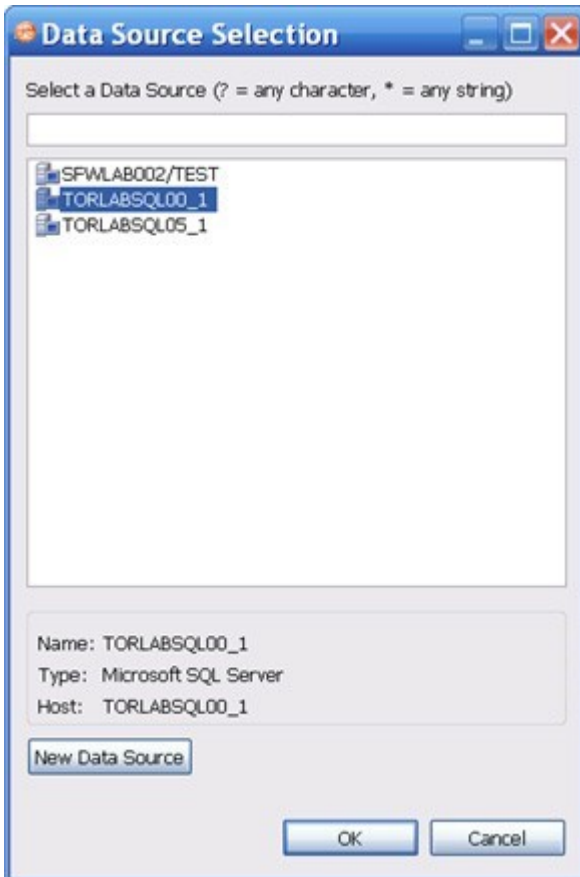 Data Source Selection
Select a Data Source (? = any character, * = any string)
SFWLAB002/TEST
TORLABSQL00_1
TORLABSQL05_1
Name: TORLABSQL00_1
Type: Microsoft SQL Server
Host: TORLABSQL00_1
New Data Source
OK Cancel